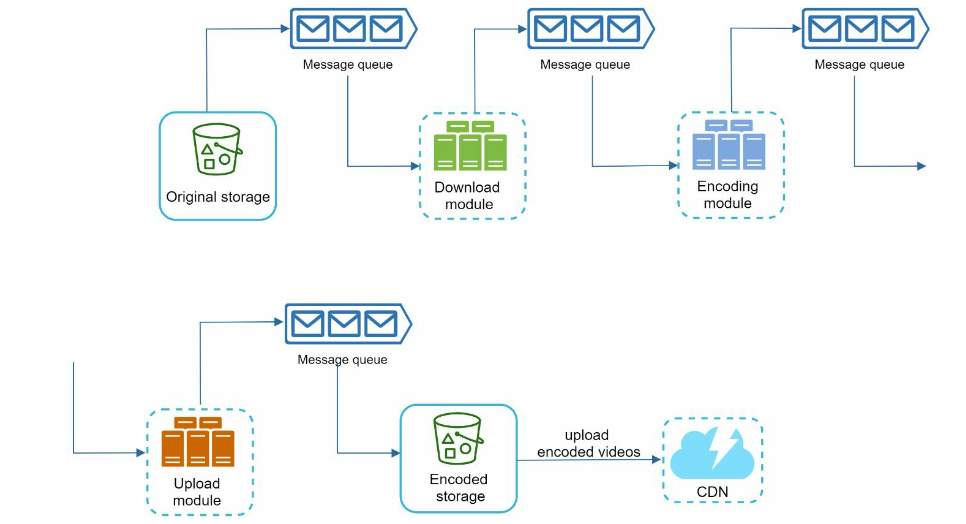 Message queue
Message queue
Message queue
Original storage
Download
module
Encoding
module
Message queue
upload
encoded videos
Encoded
storage
Upload
module
CDN